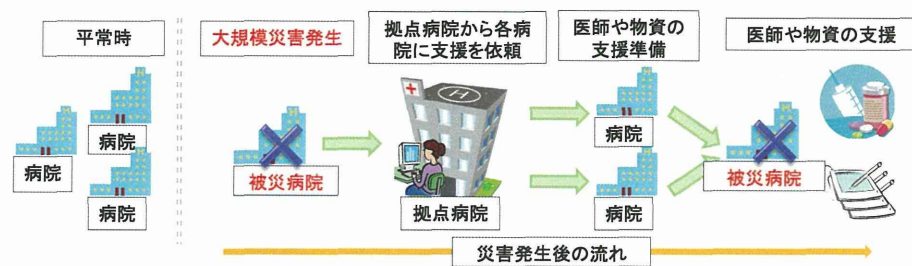 平常時
大規模災害発生
拠点病院から各病
院に支援を依頼
医師や物資の
支援準備
医師や物資の支援
病院
病院
病院
被災病院
H
拠点病院
病院
病院
被災病院
災害発生後の流れ